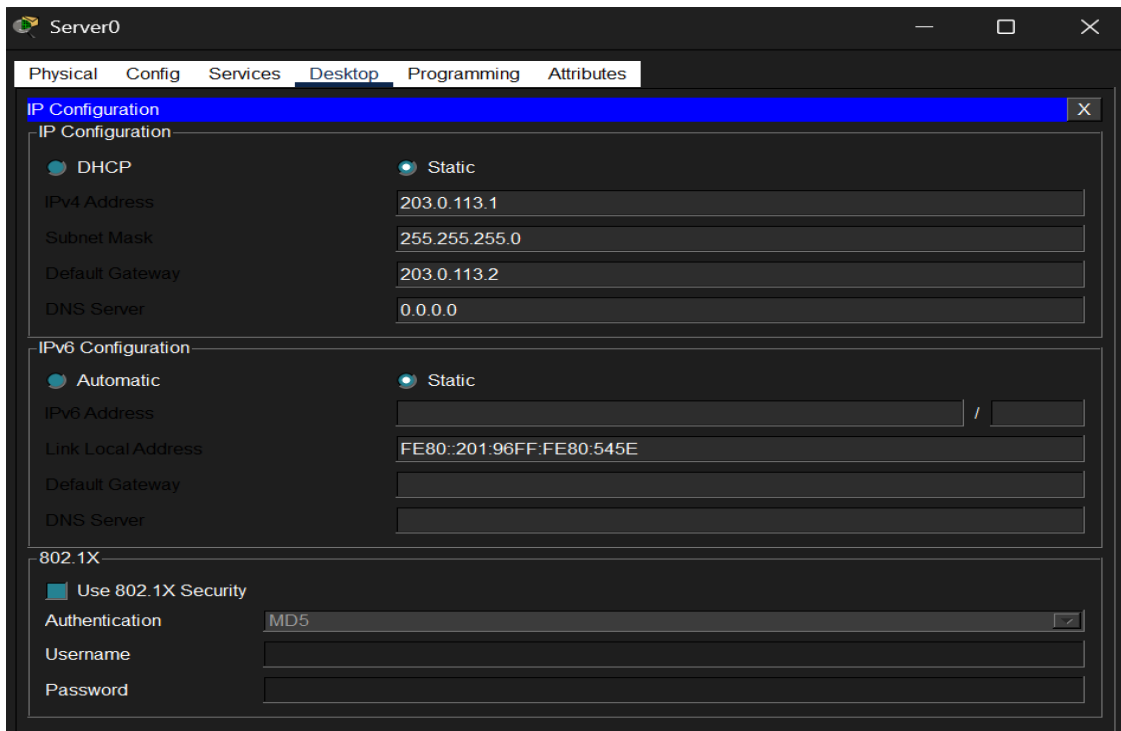 Server0
Physical Config Services Desktop Programming Attributes
IP Configuration X
IP Configuration
DHCP Static
IPv4 Address 203.0.113.1
Subnet Mask 255.255.255.0
Default Gateway 203.0.113.2
DNS Server 0.0.0.0
IPv6 Configuration
Automatic Static
IPv6 Address /
Link Local Address FE80::201:96FF:FE80:545E
Default Gateway
DNS Server
802.1X
Use 802.1X Security
Authentication MD5
Username
Password